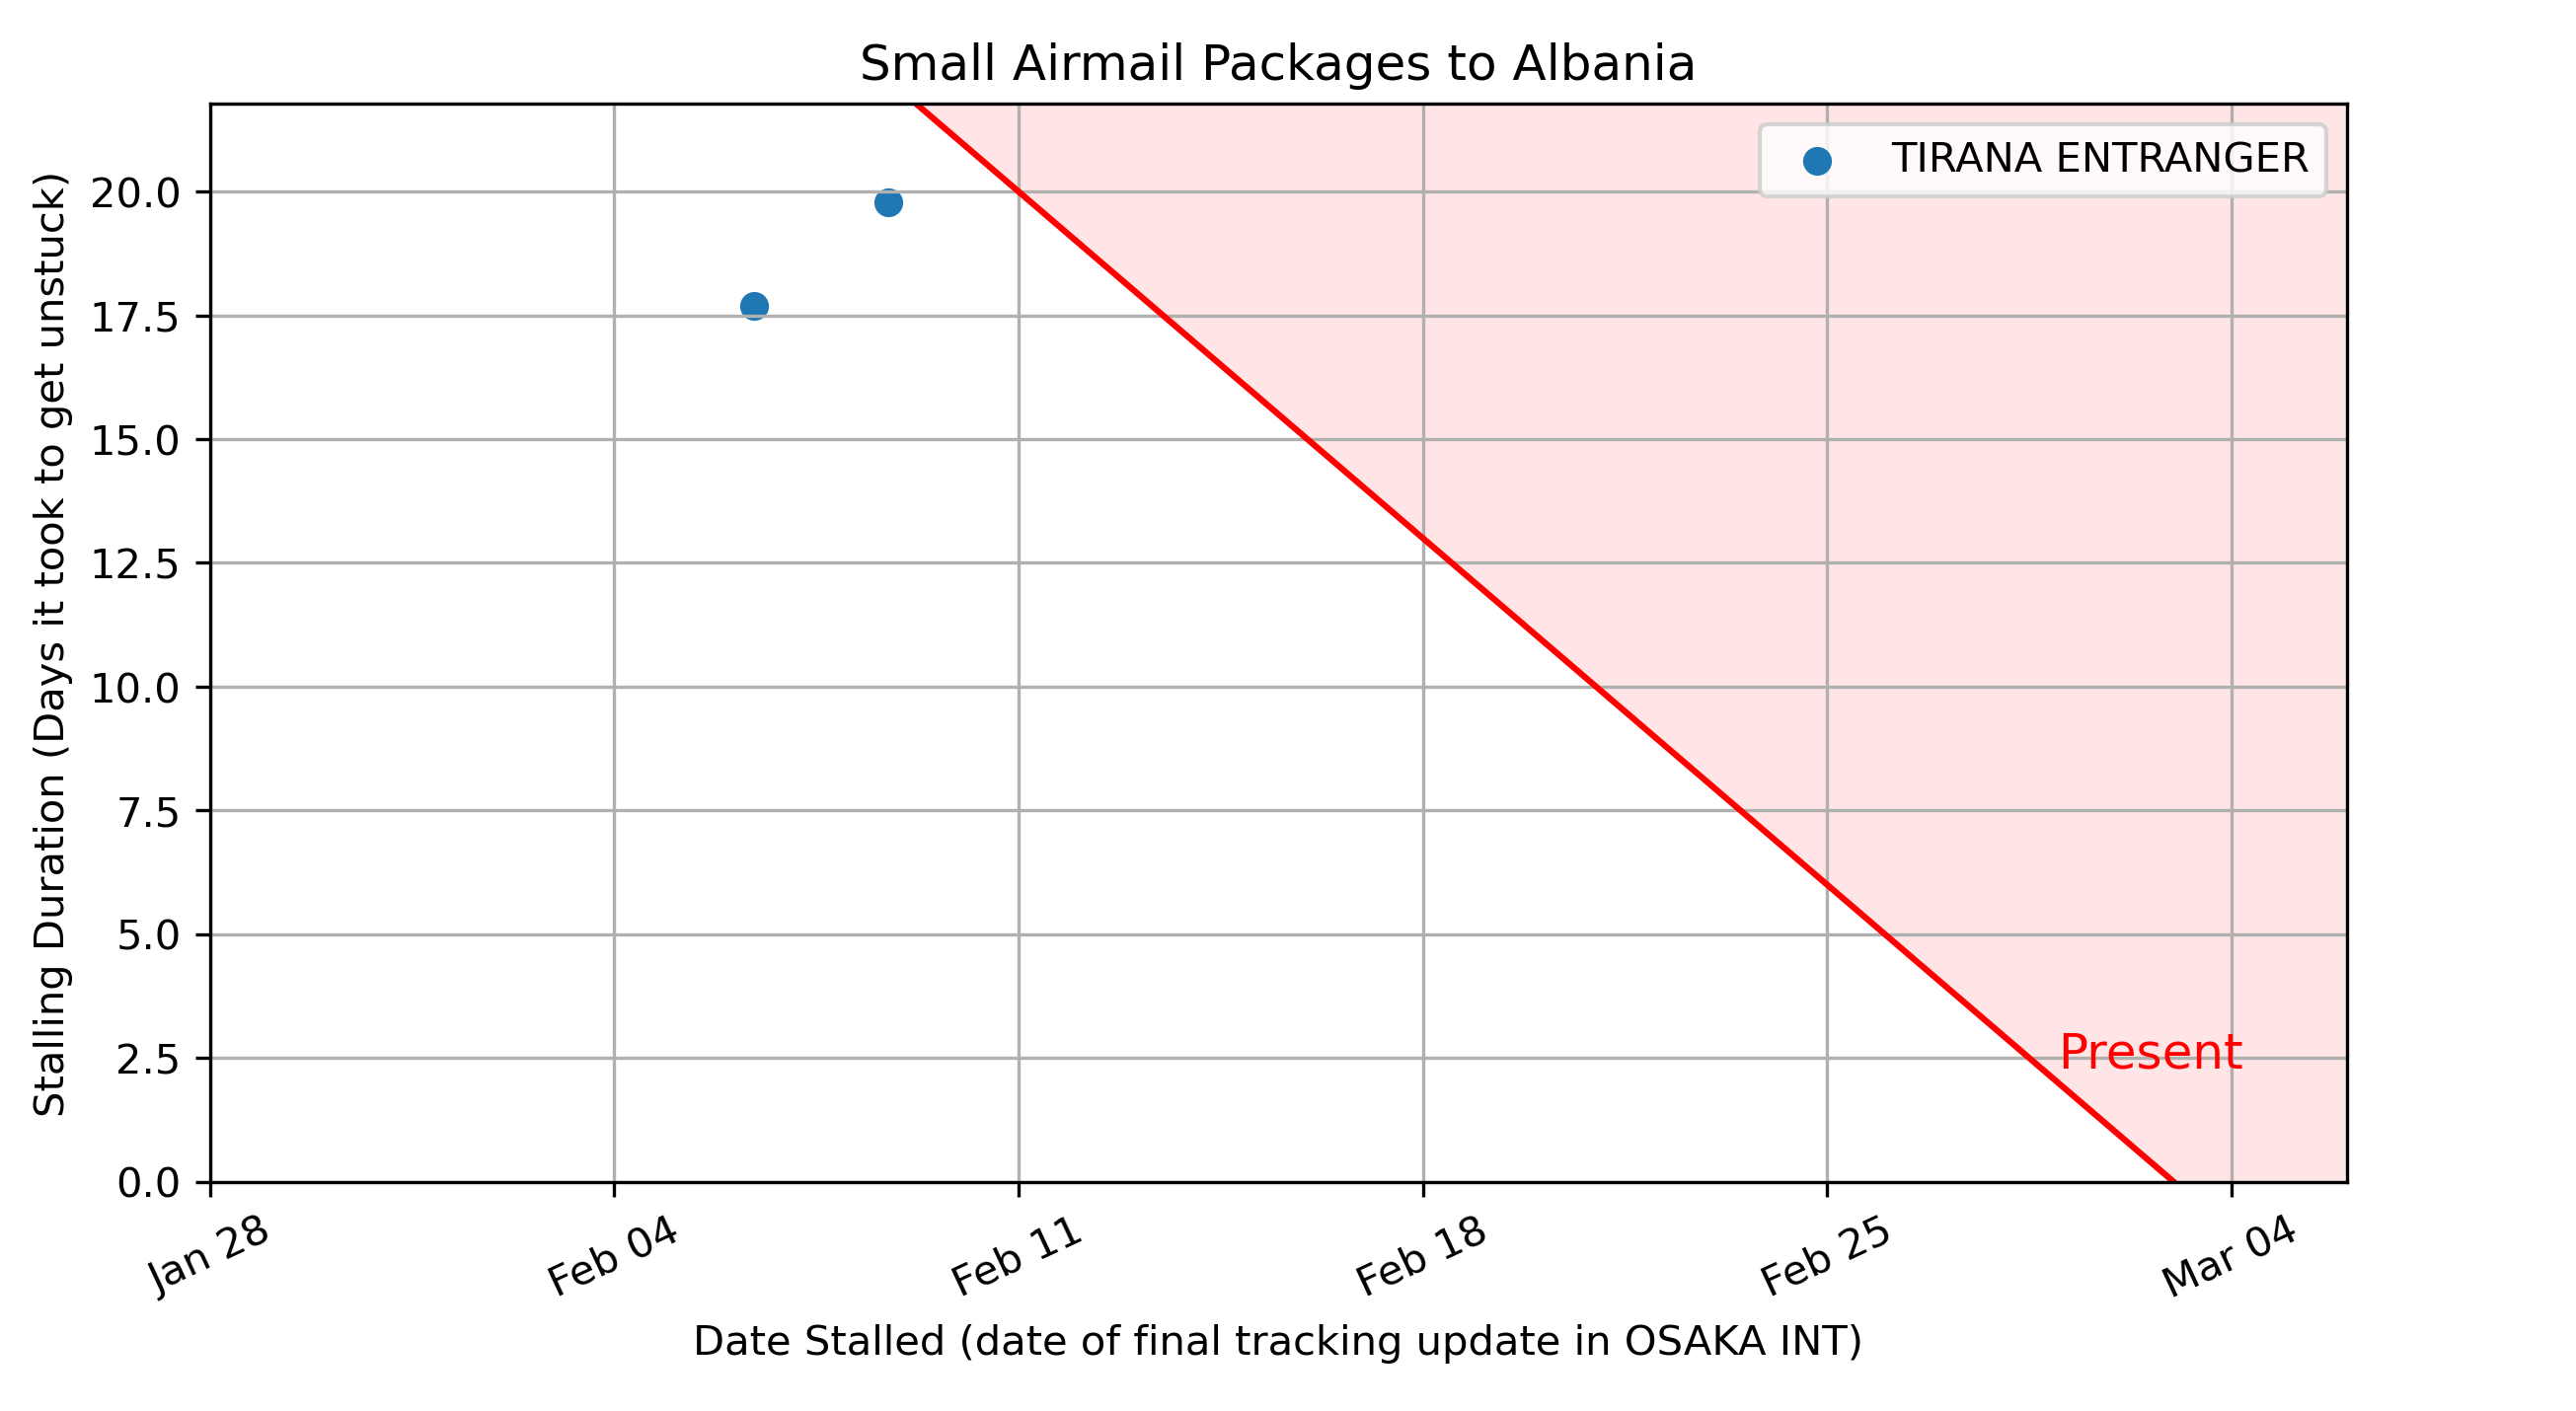 Small Airmail Packages to Albania
TIRANA ENTRANGER
Stalling Duration (Days it took to get unstuck)
20.0
17.5
15.0
12.5
10.0
7.5
5.0
2.5
0.0
Present
Jan 28
Feb 04
Feb 11
Feb 18
Feb 25
Mar 04
Date Stalled (date of final tracking update in OSAKA INT)